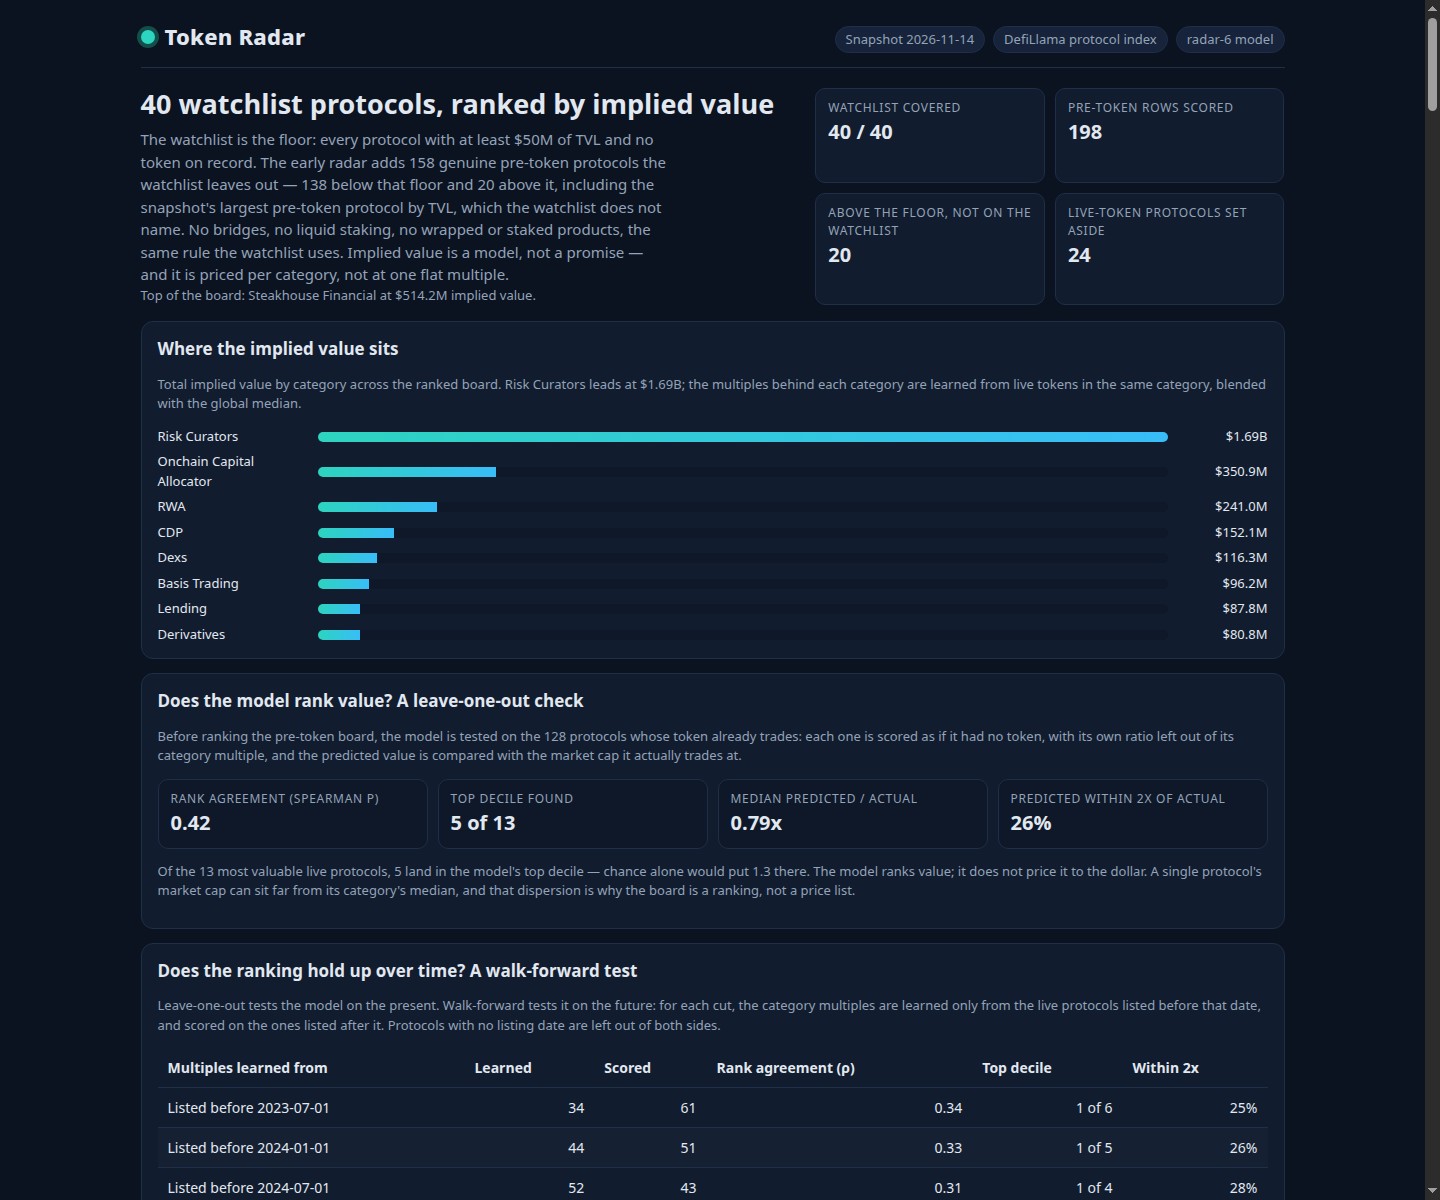 Token Radar
Snapshot 2026-11-14
DefiLlama protocol index
radar-6 model
40 watchlist protocols, ranked by implied value
The watchlist is the floor: every protocol with at least $50M of TVL and no
token on record. The early radar adds 158 genuine pre-token protocols the
watchlist leaves out — 138 below that floor and 20 above it, including the
snapshot's largest pre-token protocol by TVL, which the watchlist does not
name. No bridges, no liquid staking, no wrapped or staked products, the
same rule the watchlist uses. Implied value is a model, not a promise —
and it is priced per category, not at one flat multiple.
Top of the board: Steakhouse Financial at $514.2M implied value.
WATCHLIST COVERED
40 / 40
PRE-TOKEN ROWS SCORED
198
ABOVE THE FLOOR, NOT ON THE
WATCHLIST
20
LIVE-TOKEN PROTOCOLS SET
ASIDE
24
Where the implied value sits
Total implied value by category across the ranked board. Risk Curators leads at $1.69B; the multiples behind each category are learned from live tokens in the same category, blended
with the global median.
Risk Curators $1.69B
Onchain Capital
Allocator $350.9M
RWA $241.0M
CDP $152.1M
Dexs $116.3M
Basis Trading $96.2M
Lending $87.8M
Derivatives $80.8M
Does the model rank value? A leave-one-out check
Before ranking the pre-token board, the model is tested on the 128 protocols whose token already trades: each one is scored as if it had no token, with its own ratio left out of its
category multiple, and the predicted value is compared with the market cap it actually trades at.
RANK AGREEMENT (SPEARMAN Ρ)
0.42
TOP DECILE FOUND
5 of 13
MEDIAN PREDICTED / ACTUAL
0.79x
PREDICTED WITHIN 2X OF ACTUAL
26%
Of the 13 most valuable live protocols, 5 land in the model's top decile — chance alone would put 1.3 there. The model ranks value; it does not price it to the dollar. A single protocol's
market cap can sit far from its category's median, and that dispersion is why the board is a ranking, not a price list.
Does the ranking hold up over time? A walk-forward test
Leave-one-out tests the model on the present. Walk-forward tests it on the future: for each cut, the category multiples are learned only from the live protocols listed before that date,
and scored on the ones listed after it. Protocols with no listing date are left out of both sides.
Multiples learned from Learned Scored Rank agreement (ρ) Top decile Within 2x
Listed before 2023-07-01 34 61 0.34 1 of 6 25%
Listed before 2024-01-01 44 51 0.33 1 of 5 26%
Listed before 2024-07-01 52 43 0.31 1 of 4 28%